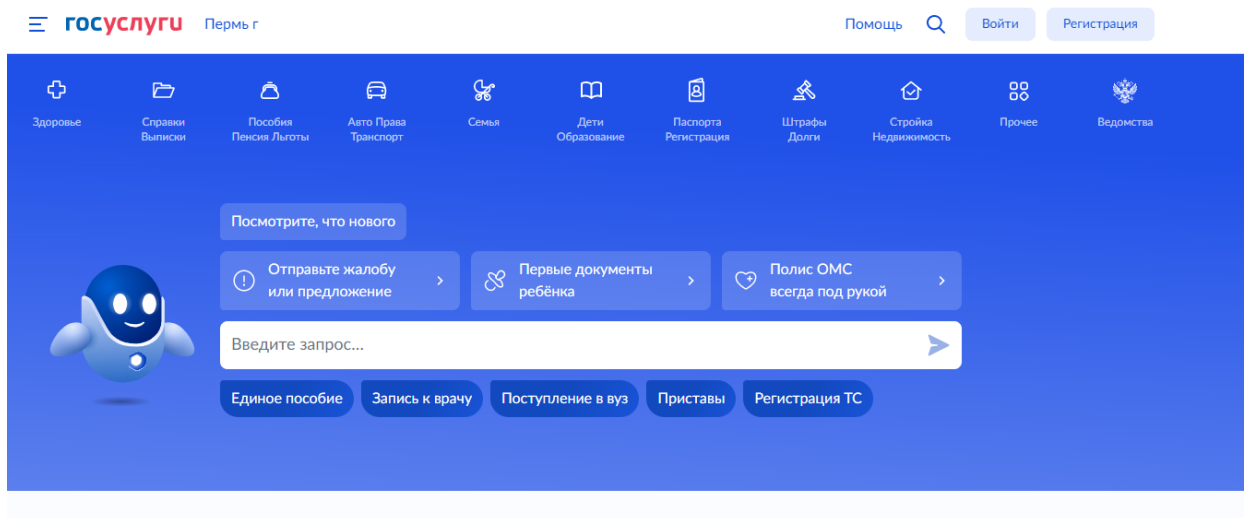 госуслуги Пермь г Помощь Войти Регистрация
Здоровье
Справки
Выписки
Пособия
Пенсия Льготы
Авто Права
Транспорт
Семья
Дети
Образование
Паспорта
Регистрация
Штрафы
Долги
Стройка
Недвижимость
Прочее
Ведомства
Посмотрите, что нового
Отправьте жалобу
или предложение
Первые документы
ребёнка
Полис ОМС
всегда под рукой
Введите запрос...
Единое пособие Запись к врачу Поступление в вуз Приставы Регистрация ТС